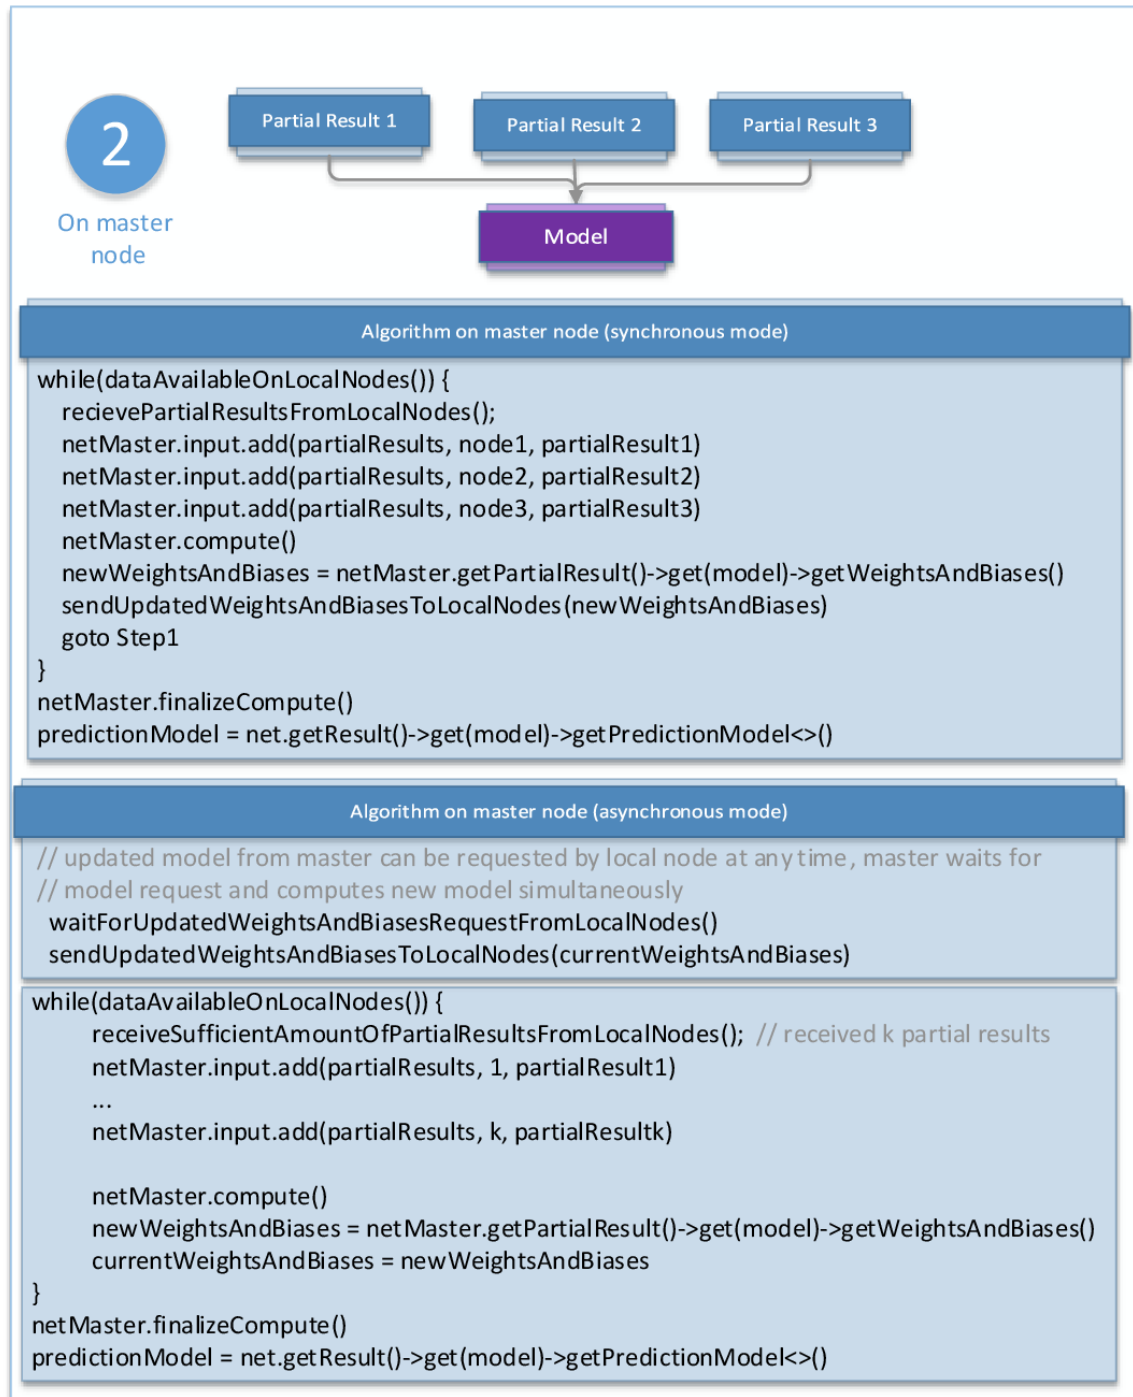 2
On master
node
Partial Result 1
Partial Result 2
Partial Result 3
Model
Algorithm on master node (synchronous mode)
while(dataAvailableOnLocalNodes()) {
recievePartialResultsFromLocalNodes();
netMaster.input.add(partialResults, node1, partialResult1)
netMaster.input.add(partialResults, node2, partialResult2)
netMaster.input.add(partialResults, node3, partialResult3)
netMaster.compute()
newWeightsAndBiases = netMaster.getPartialResult()->get(model)->getWeightsAndBiases()
sendUpdatedWeightsAndBiasesToLocalNodes(newWeightsAndBiases)
goto Step1
}
netMaster.finalizeCompute()
predictionModel = net.getResult()->get(model)->getPredictionModel<>()
Algorithm on master node (asynchronous mode)
// updated model from master can be requested by local node at any time, master waits for
// model request and computes new model simultaneously
waitForUpdatedWeightsAndBiasesRequestFromLocalNodes()
sendUpdatedWeightsAndBiasesToLocalNodes(currentWeightsAndBiases)
while(dataAvailableOnLocalNodes()) {
receiveSufficientAmountOfPartialResultsFromLocalNodes(); // received k partial results
netMaster.input.add(partialResults, 1, partialResult1)
...
netMaster.input.add(partialResults, k, partialResultk)
netMaster.compute()
newWeightsAndBiases = netMaster.getPartialResult()->get(model)->getWeightsAndBiases()
currentWeightsAndBiases = newWeightsAndBiases
}
netMaster.finalizeCompute()
predictionModel = net.getResult()->get(model)->getPredictionModel<>()